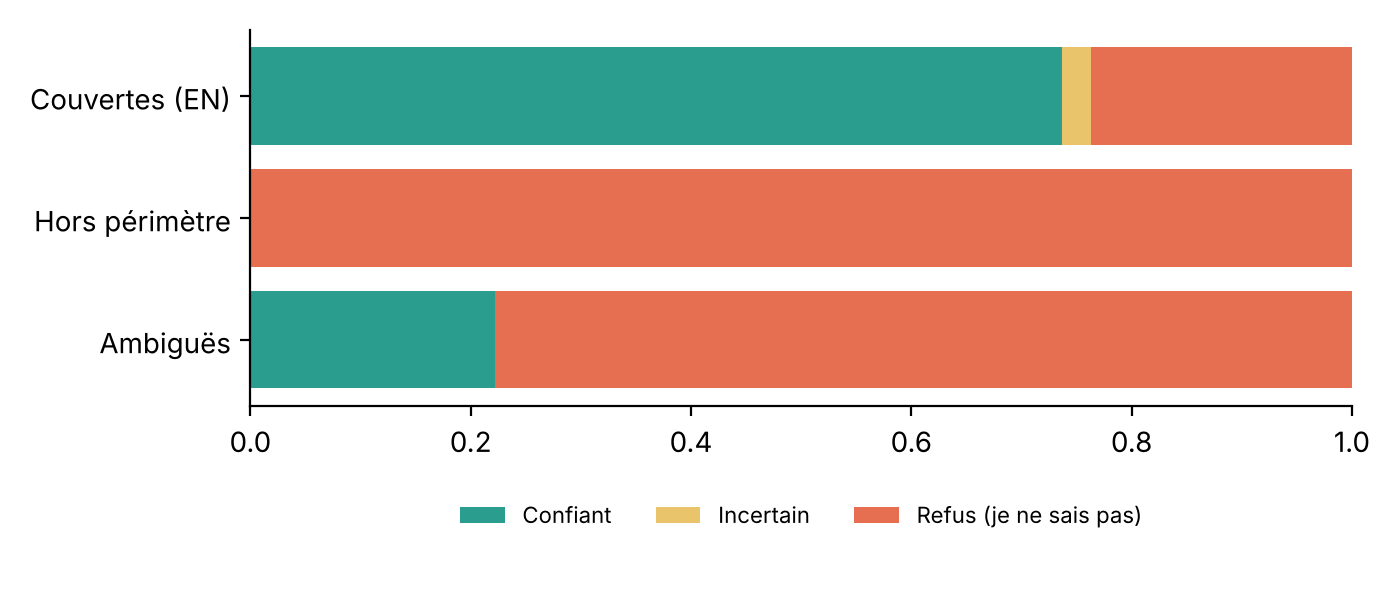 Couvertes (EN)
Hors périmètre
Ambiguës
0.0 0.2 0.4 0.6 0.8 1.0
Confiant Incertain Refus (je ne sais pas)